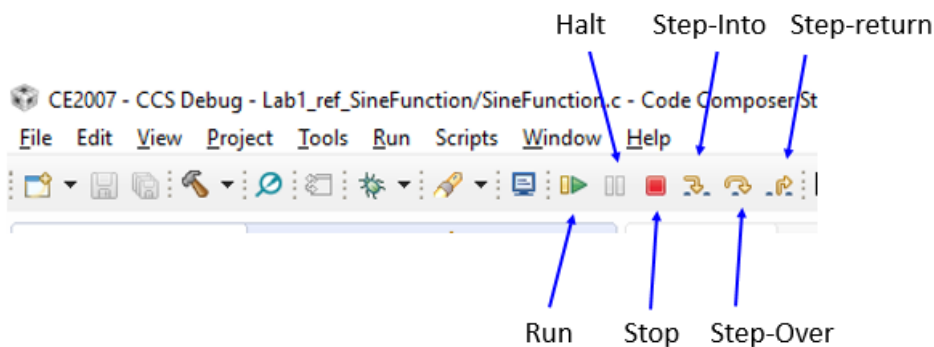 Halt Step-Into Step-return
CE2007 - CCS Debug - Lab1_ref_SineFunction/SineFunction.c - Code Composer St
File Edit View Project Tools Run Scripts Window Help
Run Stop Step-Over